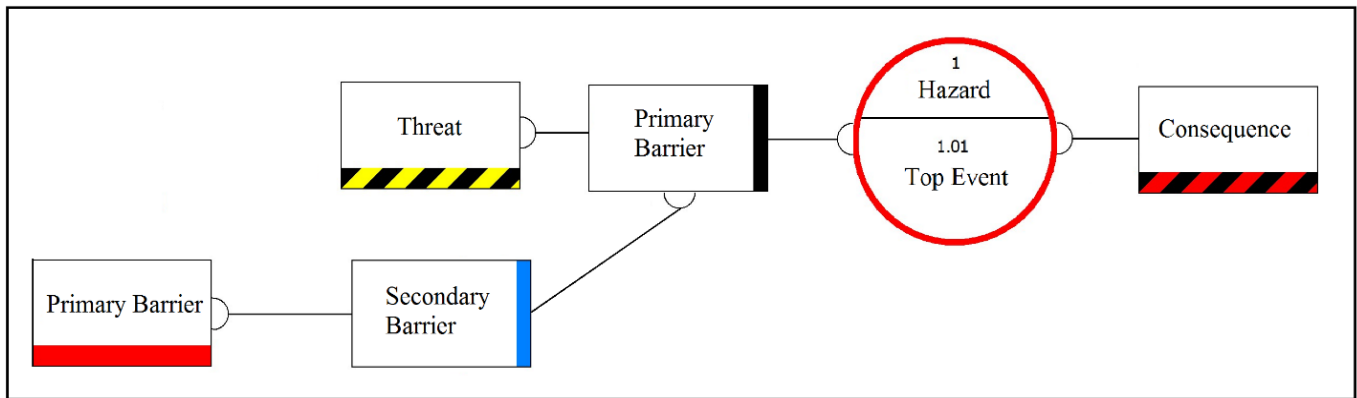 1
Hazard
1.01
Top Event
Threat
Primary
Barrier
Consequence
Primary Barrier
Secondary
Barrier